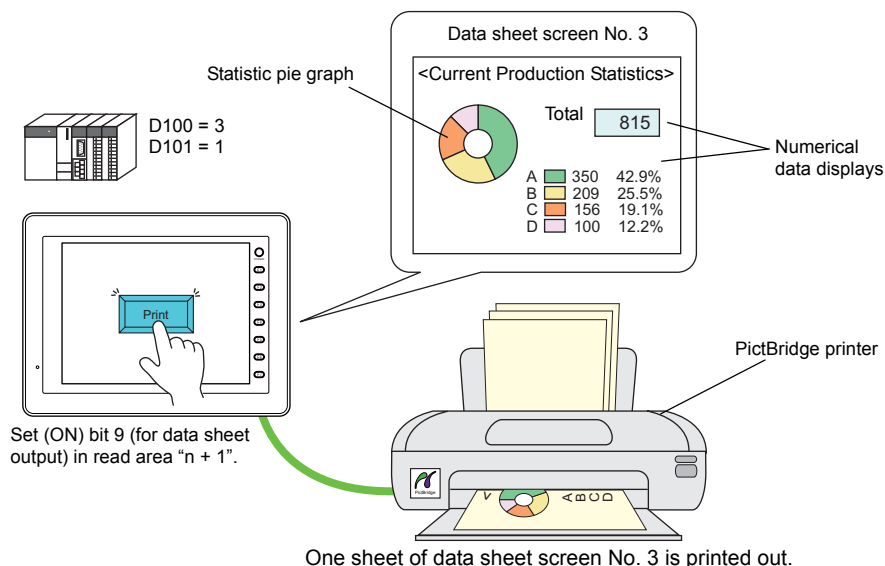 Data sheet screen No. 3
<Current Production Statistics>
Statistic pie graph
Total
815
D100 = 3
D101 = 1
Numerical
data displays
A 350 42.9%
B 209 25.5%
C 156 19.1%
D 100 12.2%
Print
PictBridge printer
Set (ON) bit 9 (for data sheet
output) in read area “n + 1”.
PictBridge
A B C D
One sheet of data sheet screen No. 3 is printed out.